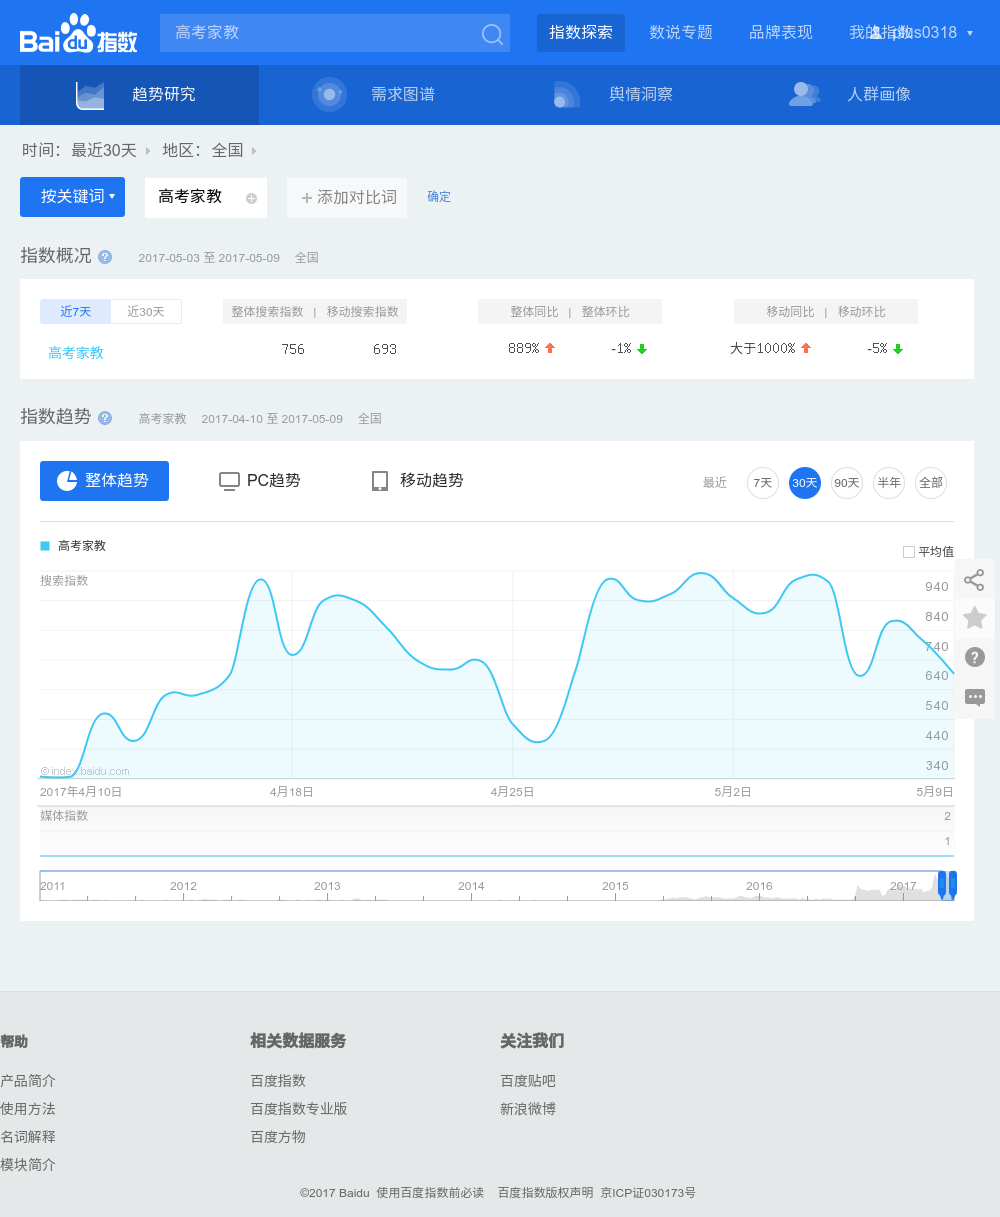 Bai du 指数 高考家教 指数探索 数说专题 品牌表现 我的指数 plus0318
趋势研究 需求图谱 舆情洞察 人群画像
时间: 最近30天 地区: 全国
按关键词 高考家教 + 添加对比词 确定
指数概况 ? 2017-05-03 至 2017-05-09 全国
近7天 近30天 整体搜索指数 | 移动搜索指数 整体同比 | 整体环比 移动同比 | 移动环比
高考家教 756 693 889% -1% 大于1000% -5%
指数趋势 ? 高考家教 2017-04-10 至 2017-05-09 全国
整体趋势 PC趋势 移动趋势 最近 7天 30天 90天 半年 全部
高考家教
平均值
搜索指数
940
840
740
640
540
440
340
©index.baidu.com
2017年4月10日 4月18日 4月25日 5月2日 5月9日
媒体指数 2
1
2011 2012 2013 2014 2015 2016 2017
帮助 相关数据服务 关注我们
产品简介 百度指数 百度贴吧
使用方法 百度指数专业版 新浪微博
名词解释 百度方物
模块简介
©2017 Baidu 使用百度指数前必读 百度指数版权声明 京ICP证030173号